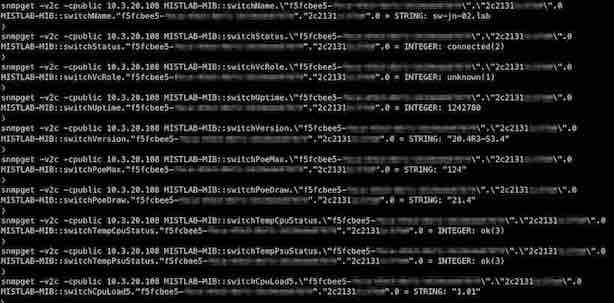 snmpget -v2c -cpublic 10.3.20.108 MISTLAB-MIB::switchName.\"f5fcbee5- \".\"2c2131 \".0
MISTLAB-MIB::switchName."f5fcbee5- "."2c2131 ".0 = STRING: sw-jn-02.lab
>
snmpget -v2c -cpublic 10.3.20.108 MISTLAB-MIB::switchStatus.\"f5fcbee5- \".\"2c2131 \".0
MISTLAB-MIB::switchStatus."f5fcbee5- "."2c2131 ".0 = INTEGER: connected(2)
>
snmpget -v2c -cpublic 10.3.20.108 MISTLAB-MIB::switchVcRole.\"f5fcbee5- \".\"2c2131 \".0
MISTLAB-MIB::switchVcRole."f5fcbee5- "."2c2131 ".0 = INTEGER: unknown(1)
>
snmpget -v2c -cpublic 10.3.20.108 MISTLAB-MIB::switchUptime.\"f5fcbee5- \".\"2c2131 \".0
MISTLAB-MIB::switchUptime."f5fcbee5- "."2c2131 ".0 = INTEGER: 1242780
>
snmpget -v2c -cpublic 10.3.20.108 MISTLAB-MIB::switchVersion.\"f5fcbee5- \".\"2c2131 \".0
MISTLAB-MIB::switchVersion."f5fcbee5- "."2c2131 ".0 = STRING: "20.4R3-S3.4"
>
snmpget -v2c -cpublic 10.3.20.108 MISTLAB-MIB::switchPoeMax.\"f5fcbee5- \".\"2c2131 \".0
MISTLAB-MIB::switchPoeMax."f5fcbee5- "."2c2131 ".0 = STRING: "124"
>
snmpget -v2c -cpublic 10.3.20.108 MISTLAB-MIB::switchPoeDraw.\"f5fcbee5- \".\"2c2131 \".0
MISTLAB-MIB::switchPoeDraw."f5fcbee5- "."2c2131 ".0 = STRING: "21.4"
>
snmpget -v2c -cpublic 10.3.20.108 MISTLAB-MIB::switchTempCpuStatus.\"f5fcbee5- \".\"2c2131 \".0
MISTLAB-MIB::switchTempCpuStatus."f5fcbee5- "."2c2131 ".0 = INTEGER: ok(3)
>
snmpget -v2c -cpublic 10.3.20.108 MISTLAB-MIB::switchTempPsuStatus.\"f5fcbee5- \".\"2c2131 \".0
MISTLAB-MIB::switchTempPsuStatus."f5fcbee5- "."2c2131 ".0 = INTEGER: ok(3)
>
snmpget -v2c -cpublic 10.3.20.108 MISTLAB-MIB::switchCpuLoad5.\"f5fcbee5- \".\"2c2131 \".0
MISTLAB-MIB::switchCpuLoad5."f5fcbee5- "."2c2131 ".0 = STRING: "1.01"